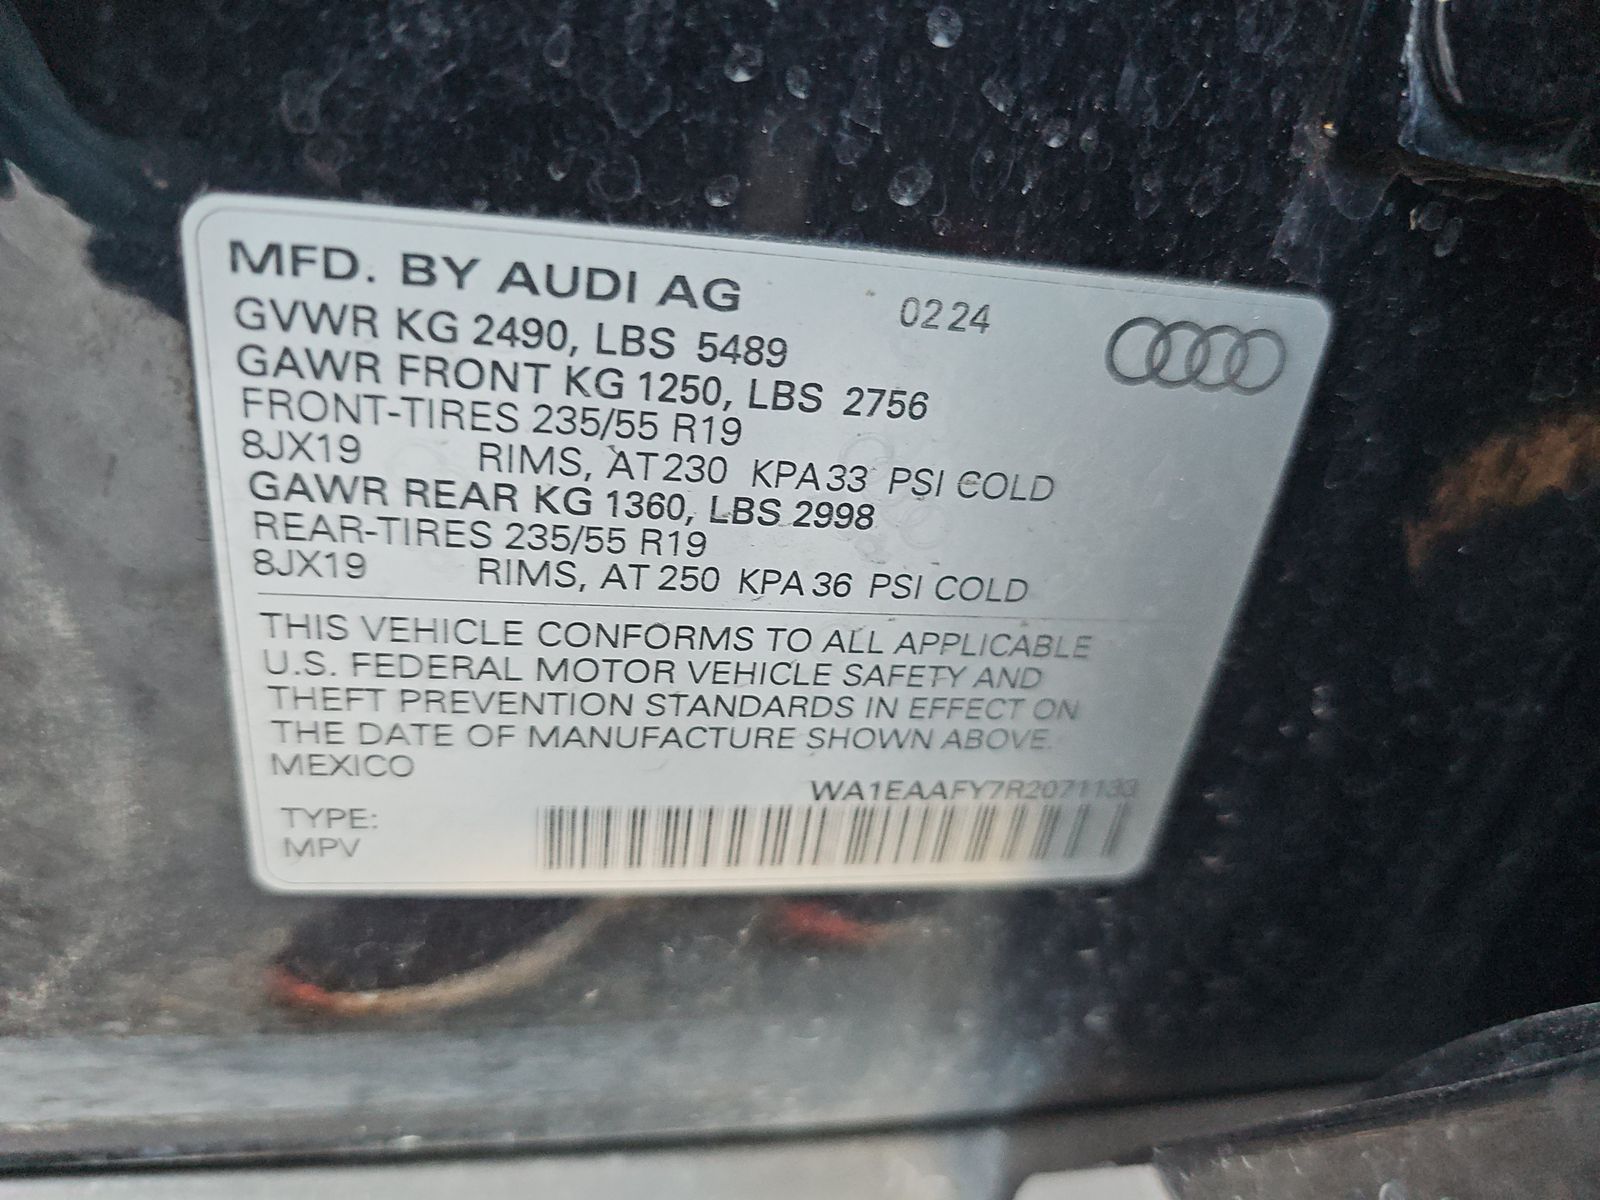 MFD. BY AUDI AG 0224
GVWR KG 2490, LBS 5489
GAWR FRONT KG 1250, LBS 2756
FRONT-TIRES 235/55 R19
8JX19 RIMS, AT 230 KPA 33 PSI COLD
GAWR REAR KG 1360, LBS 2998
REAR-TIRES 235/55 R19
8JX19 RIMS, AT 250 KPA 36 PSI COLD
THIS VEHICLE CONFORMS TO ALL APPLICABLE
U.S. FEDERAL MOTOR VEHICLE SAFETY AND
THEFT PREVENTION STANDARDS IN EFFECT ON
THE DATE OF MANUFACTURE SHOWN ABOVE.
MEXICO
WA1EAAFY7R2071133
TYPE:
MPV